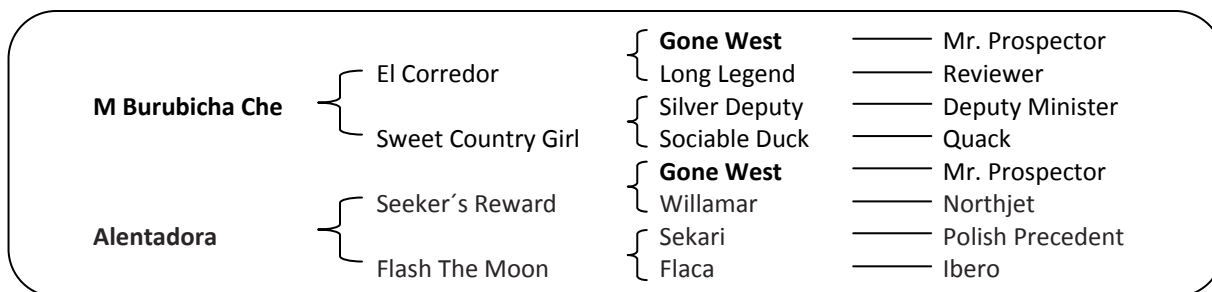 Gone West Mr. Prospector
El Corredor
Long Legend Reviewer
M Burubicha Che
Silver Deputy Deputy Minister
Sweet Country Girl
Sociable Duck Quack
Gone West Mr. Prospector
Seeker´s Reward
Willamar Northjet
Alentadora
Sekari Polish Precedent
Flash The Moon
Flaca Ibero